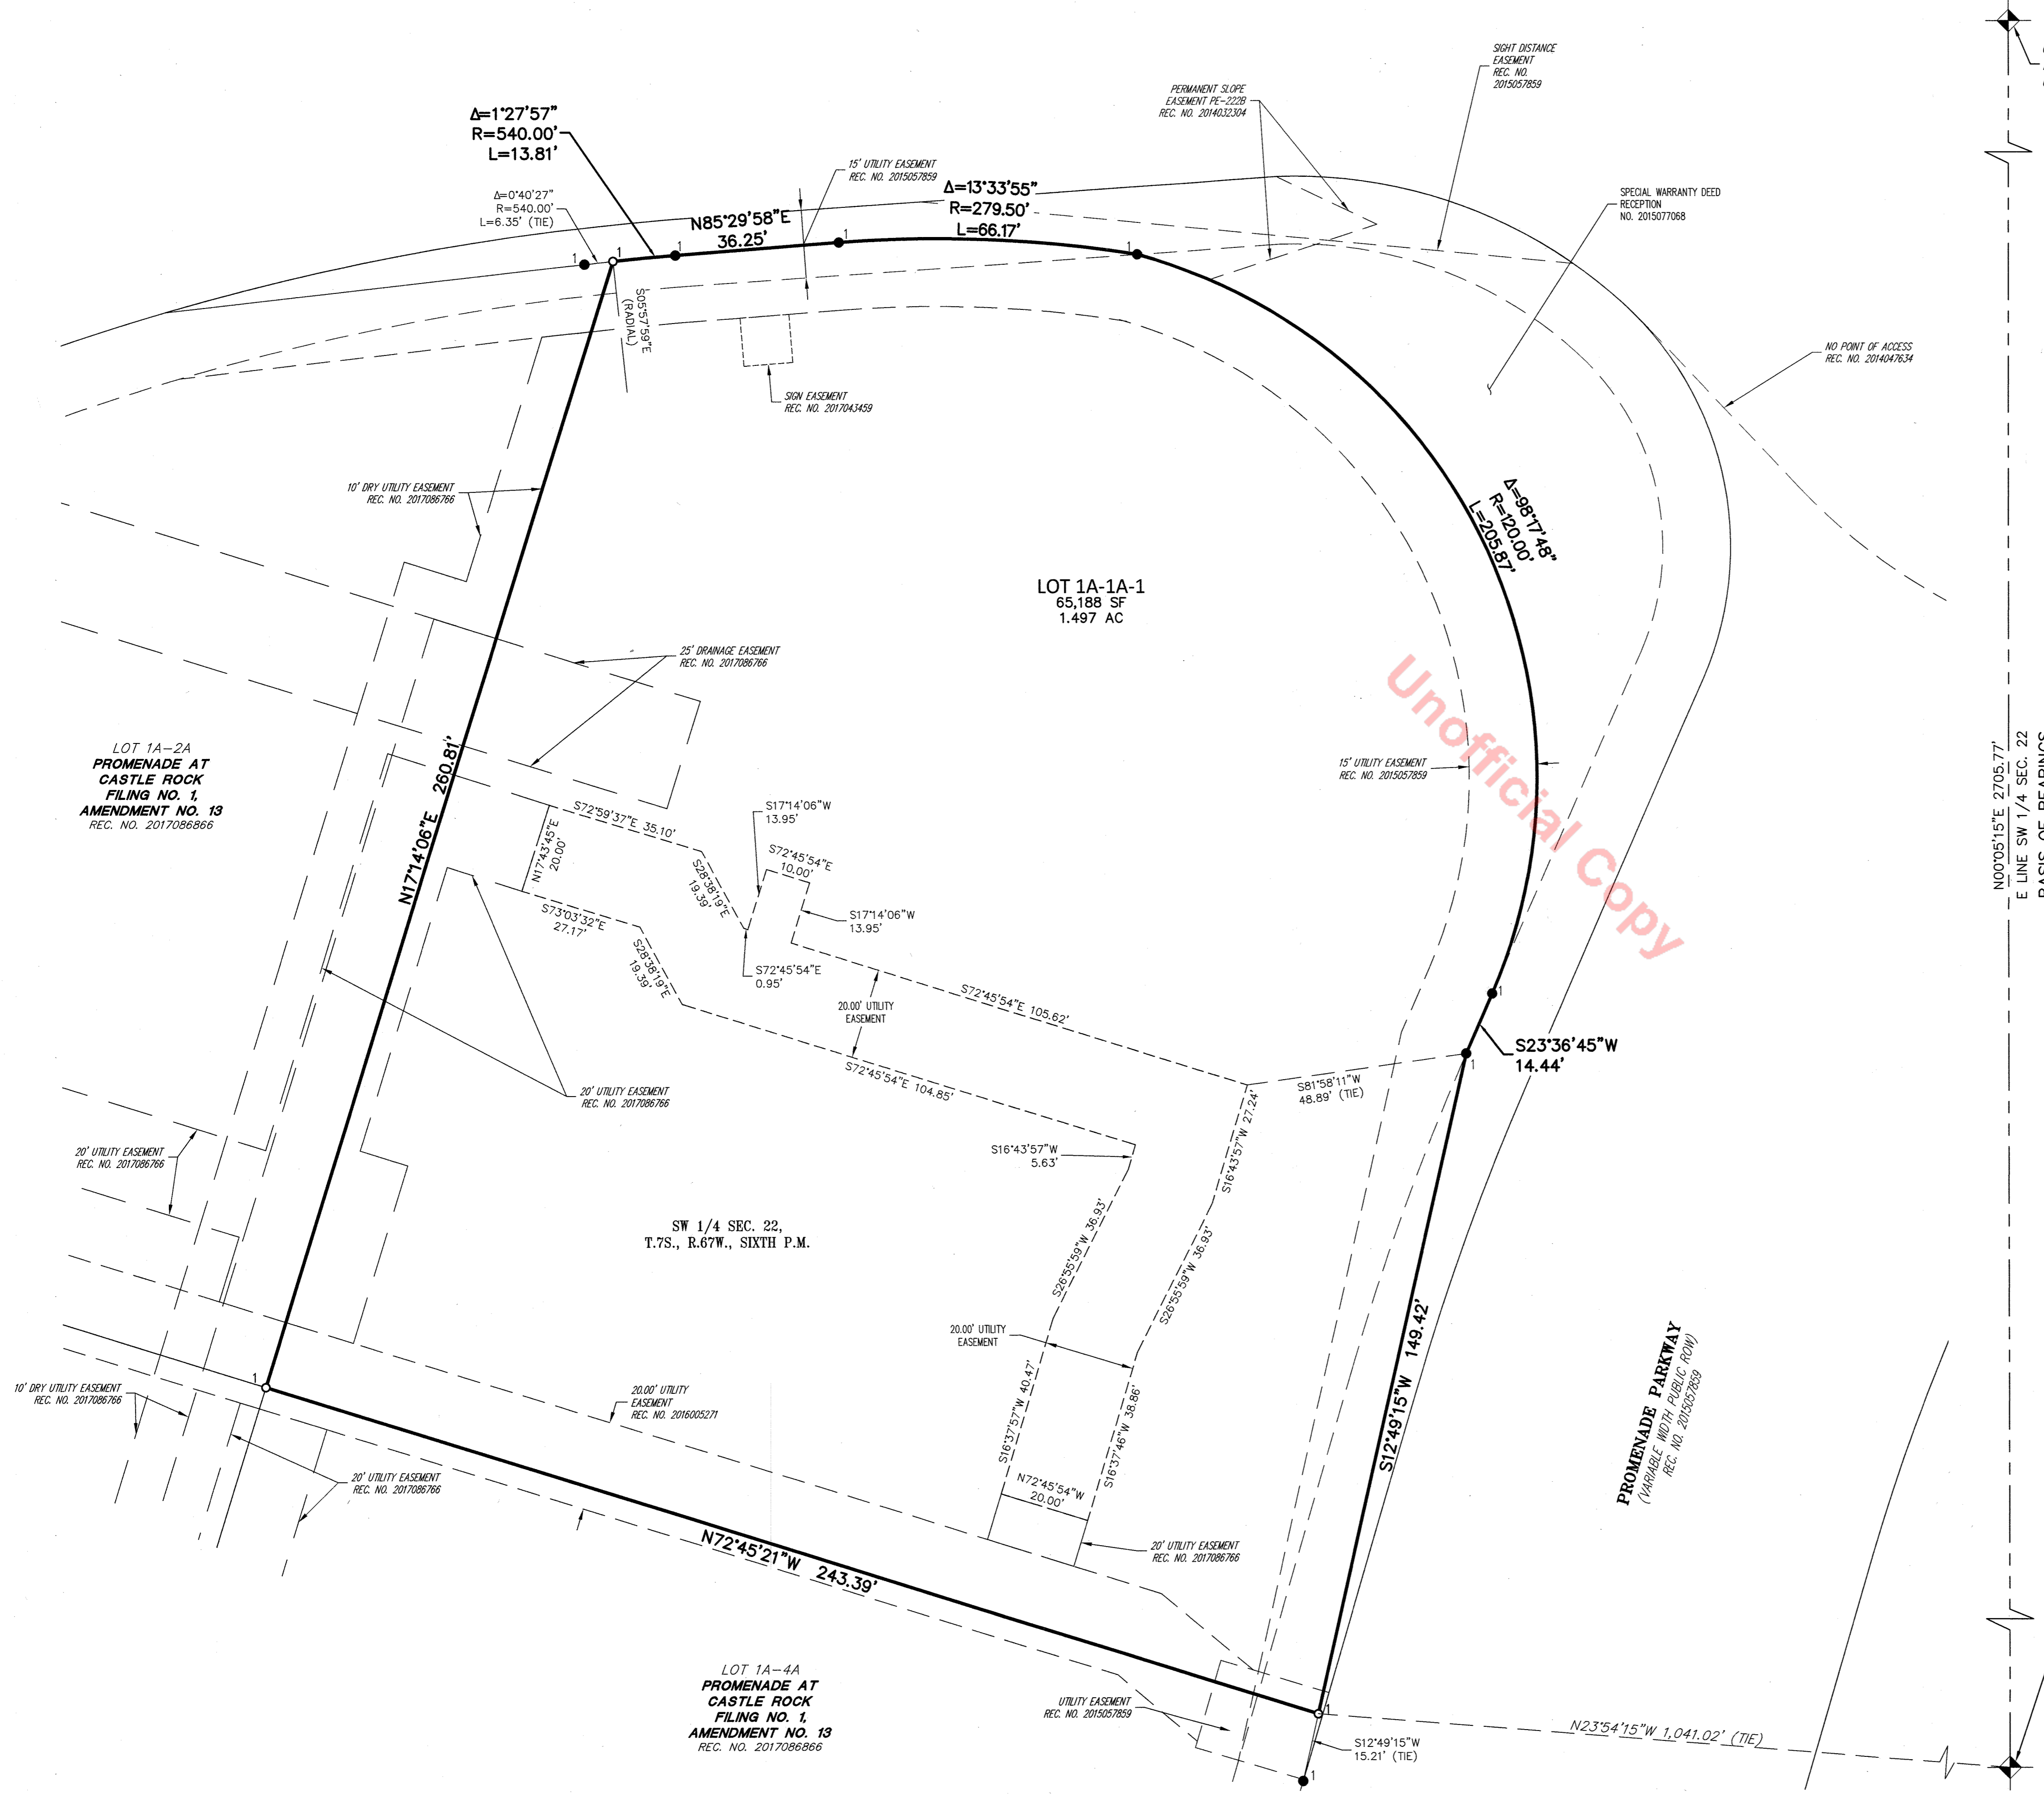 SIGHT DISTANCE
EASEMENT
REC. NO.
2015057859
PERMANENT SLOPE
EASEMENT PE-222B
REC. NO. 2014032304
Δ=1°27'57"
R=540.00'
L=13.81'
15' UTILITY EASEMENT
REC. NO. 2015057859
Δ=0°40'27"
R=540.00'
L=6.35' (TIE)
Δ=13°33'55"
R=279.50'
L=66.17'
N85°29'58"E
36.25'
SPECIAL WARRANTY DEED
RECEPTION
NO. 2015077068
1
1
1
1
1
S05°57'59"E
(RADIAL)
NO POINT OF ACCESS
REC. NO. 2014047634
SIGN EASEMENT
REC. NO. 2017043459
10' DRY UTILITY EASEMENT
REC. NO. 2017086766
Δ=98°17'48"
R=120.00'
L=205.87'
LOT 1A-1A-1
65,188 SF
1.497 AC
25' DRAINAGE EASEMENT
REC. NO. 2017086766
Unofficial Copy
LOT 1A-2A
PROMENADE AT
CASTLE ROCK
FILING NO. 1,
AMENDMENT NO. 13
REC. NO. 2017086866
N17°14'06"E 260.81'
15' UTILITY EASEMENT
REC. NO. 2015057859
N00°05'15"E 2705.77'
E LINE SW 1/4 SEC. 22
BASIS OF BEARINGS
S72°59'37"E 35.10'
S17°14'06"W
13.95'
N17°43'45"E
20.00'
S28°38'19"E
19.39'
S72°45'54"E
10.00'
S17°14'06"W
13.95'
S73°03'32"E
27.17'
S28°38'19"E
19.39'
S72°45'54"E
0.95'
20.00' UTILITY
EASEMENT
S72°45'54"E 105.62'
1
S23°36'45"W
14.44'
1
S72°45'54"E 104.85'
S81°58'11"W
48.89' (TIE)
20' UTILITY EASEMENT
REC. NO. 2017086766
20' UTILITY EASEMENT
REC. NO. 2017086766
S16°43'57"W
5.63'
S16°43'57"W 27.24'
SW 1/4 SEC. 22,
T.7S., R.67W., SIXTH P.M.
S26°55'59"W 36.93'
S26°55'59"W 36.93'
20.00' UTILITY
EASEMENT
S12°49'15"W 149.42'
PROMENADE PARKWAY
(VARIABLE WIDTH PUBLIC ROW)
REC. NO. 2015057859
1
10' DRY UTILITY EASEMENT
REC. NO. 2017086766
20.00' UTILITY
EASEMENT
REC. NO. 2016005271
S16°37'57"W 40.47'
S16°37'46"W 38.86'
N72°45'54"W
20.00'
20' UTILITY EASEMENT
REC. NO. 2017086766
20' UTILITY EASEMENT
REC. NO. 2017086766
N72°45'21"W 243.39'
LOT 1A-4A
PROMENADE AT
CASTLE ROCK
FILING NO. 1,
AMENDMENT NO. 13
REC. NO. 2017086866
UTILITY EASEMENT
REC. NO. 2015057859
1
N23°54'15"W 1,041.02' (TIE)
S12°49'15"W
15.21' (TIE)
1